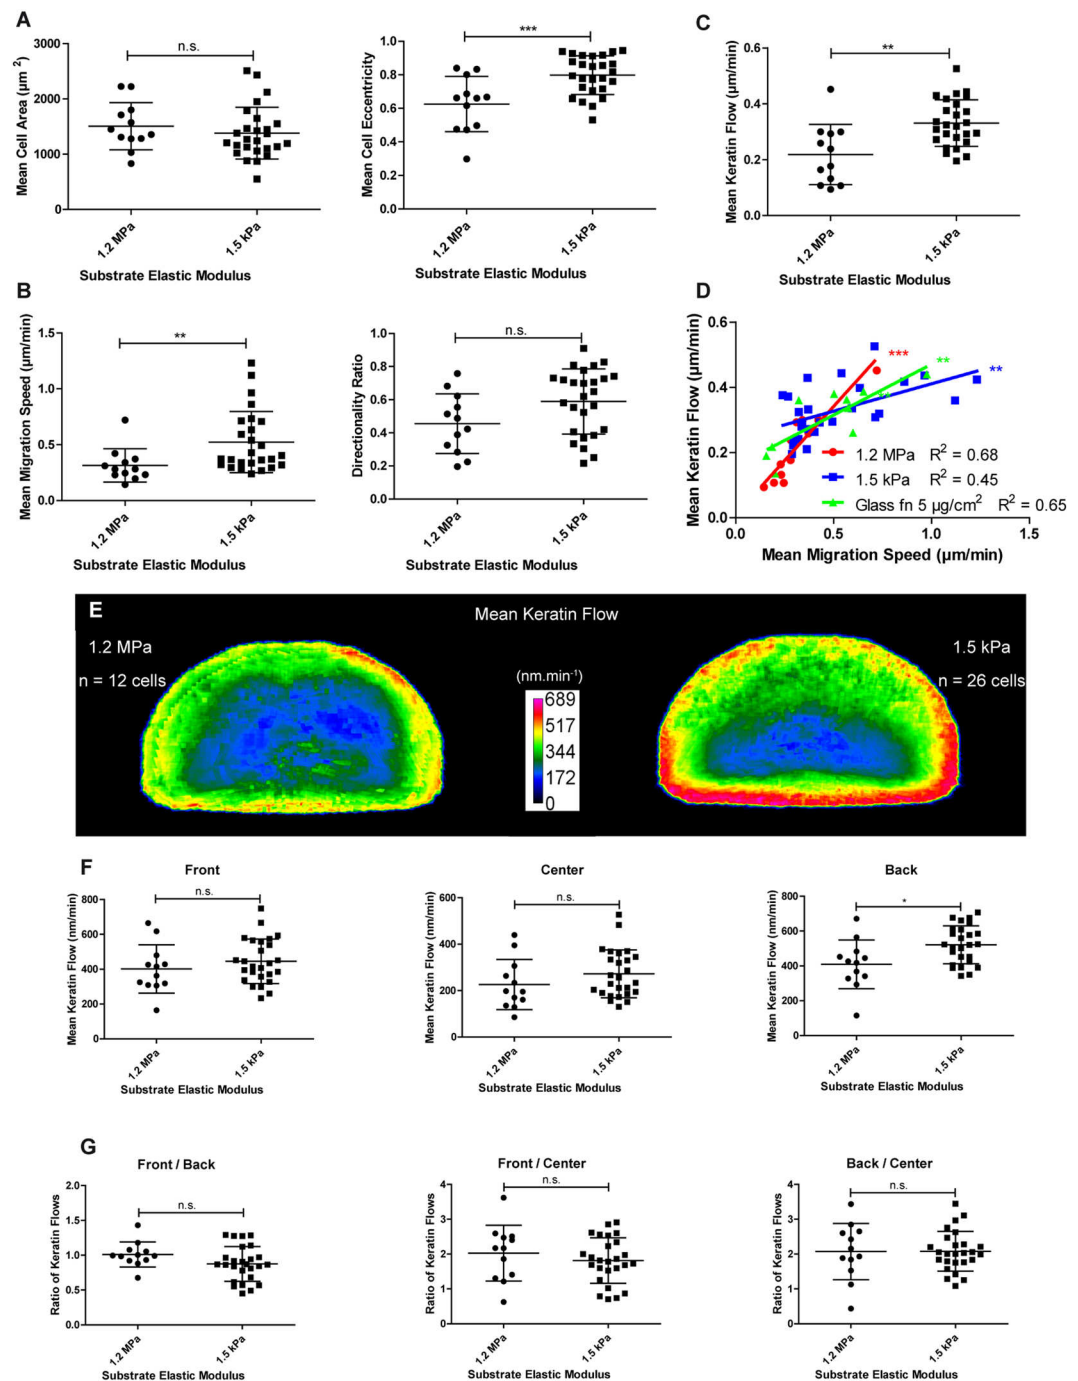 A
n.s.
Mean Cell Area (µm²)
3000
2000
1000
0
1.2 MPa
1.5 kPa
Substrate Elastic Modulus
***
Mean Cell Eccentricity
1.0
0.8
0.6
0.4
0.2
0.0
1.2 MPa
1.5 kPa
Substrate Elastic Modulus
C
**
Mean Keratin Flow (µm/min)
0.6
0.4
0.2
0.0
1.2 MPa
1.5 kPa
Substrate Elastic Modulus
B
**
Mean Migration Speed (µm/min)
1.5
1.0
0.5
0.0
1.2 MPa
1.5 kPa
Substrate Elastic Modulus
n.s.
Directionality Ratio
1.0
0.8
0.6
0.4
0.2
0.0
1.2 MPa
1.5 kPa
Substrate Elastic Modulus
D
Mean Keratin Flow (µm/min)
0.6
0.4
0.2
0.0
***
**
**
1.2 MPa R² = 0.68
1.5 kPa R² = 0.45
Glass fn 5 µg/cm² R² = 0.65
0.0 0.5 1.0 1.5
Mean Migration Speed (µm/min)
E
Mean Keratin Flow
1.2 MPa
n = 12 cells
(nm.min⁻¹)
689
517
344
172
0
1.5 kPa
n = 26 cells
F
Front
n.s.
Mean Keratin Flow (nm/min)
800
600
400
200
0
1.2 MPa
1.5 kPa
Substrate Elastic Modulus
Center
n.s.
Mean Keratin Flow (nm/min)
600
400
200
0
1.2 MPa
1.5 kPa
Substrate Elastic Modulus
Back
*
Mean Keratin Flow (nm/min)
800
600
400
200
0
1.2 MPa
1.5 kPa
Substrate Elastic Modulus
G
Front / Back
n.s.
Ratio of Keratin Flows
2.0
1.5
1.0
0.5
0.0
1.2 MPa
1.5 kPa
Substrate Elastic Modulus
Front / Center
n.s.
Ratio of Keratin Flows
4
3
2
1
0
1.2 MPa
1.5 kPa
Substrate Elastic Modulus
Back / Center
n.s.
Ratio of Keratin Flows
4
3
2
1
0
1.2 MPa
1.5 kPa
Substrate Elastic Modulus